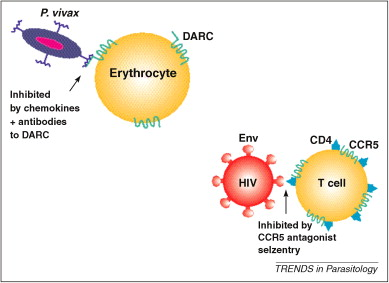 P. vivax
DARC
Erythrocyte
Inhibited
by chemokines
+ antibodies
to DARC
Env
CD4
CCR5
HIV
T cell
Inhibited by
CCR5 antagonist
selzentry
TRENDS in Parasitology